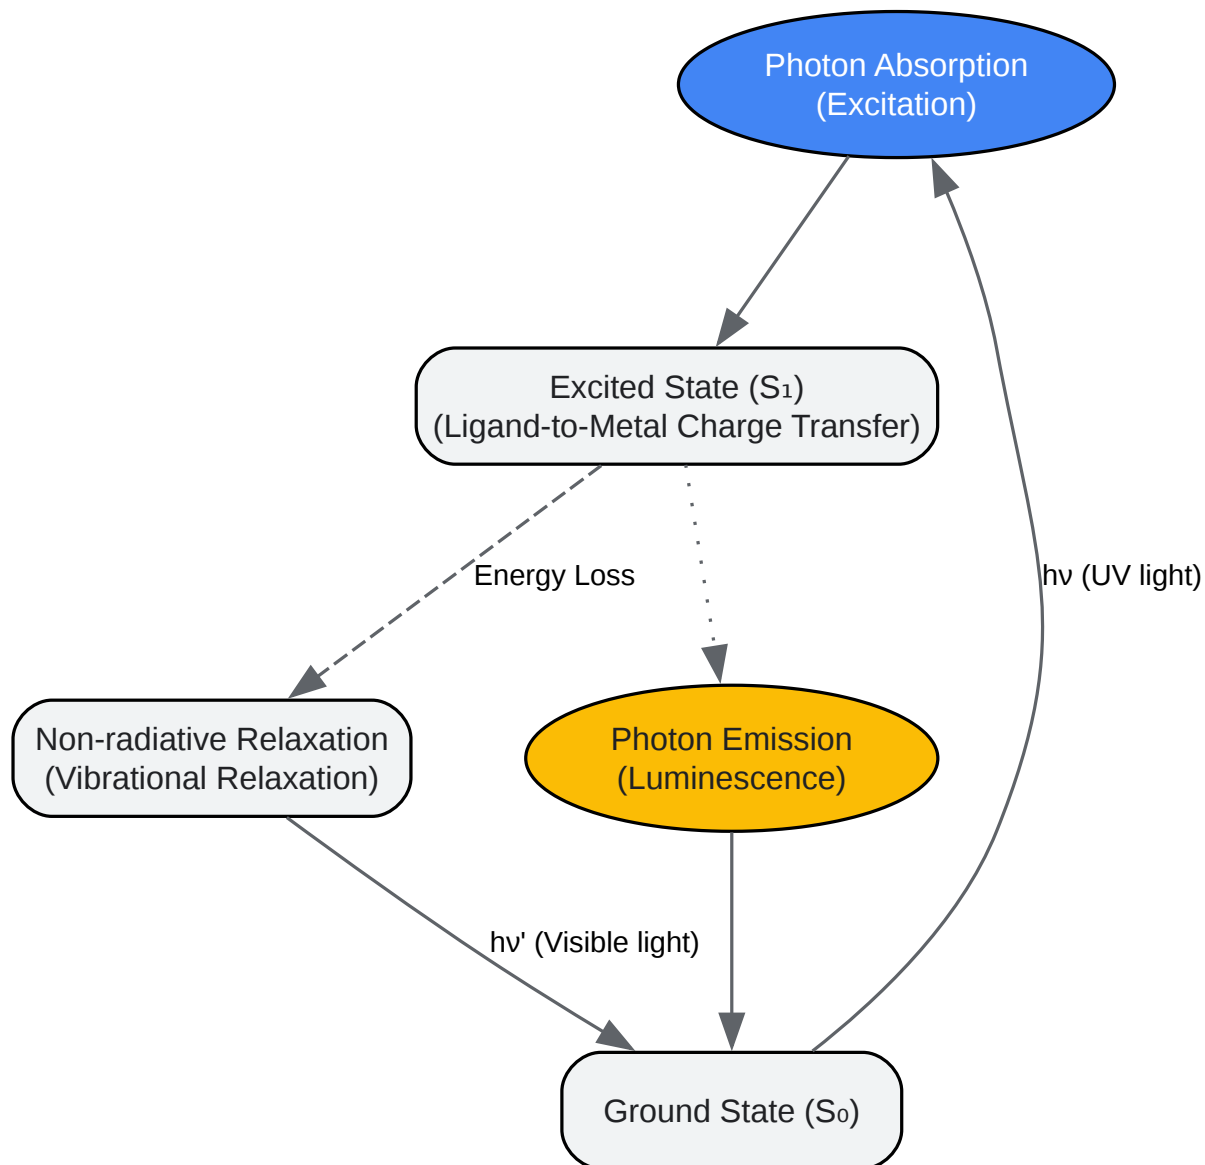 Photon Absorption
(Excitation)
Excited State (S₁)
(Ligand-to-Metal Charge Transfer)
Energy Loss
hν (UV light)
Non-radiative Relaxation
(Vibrational Relaxation)
Photon Emission
(Luminescence)
hν' (Visible light)
Ground State (S₀)